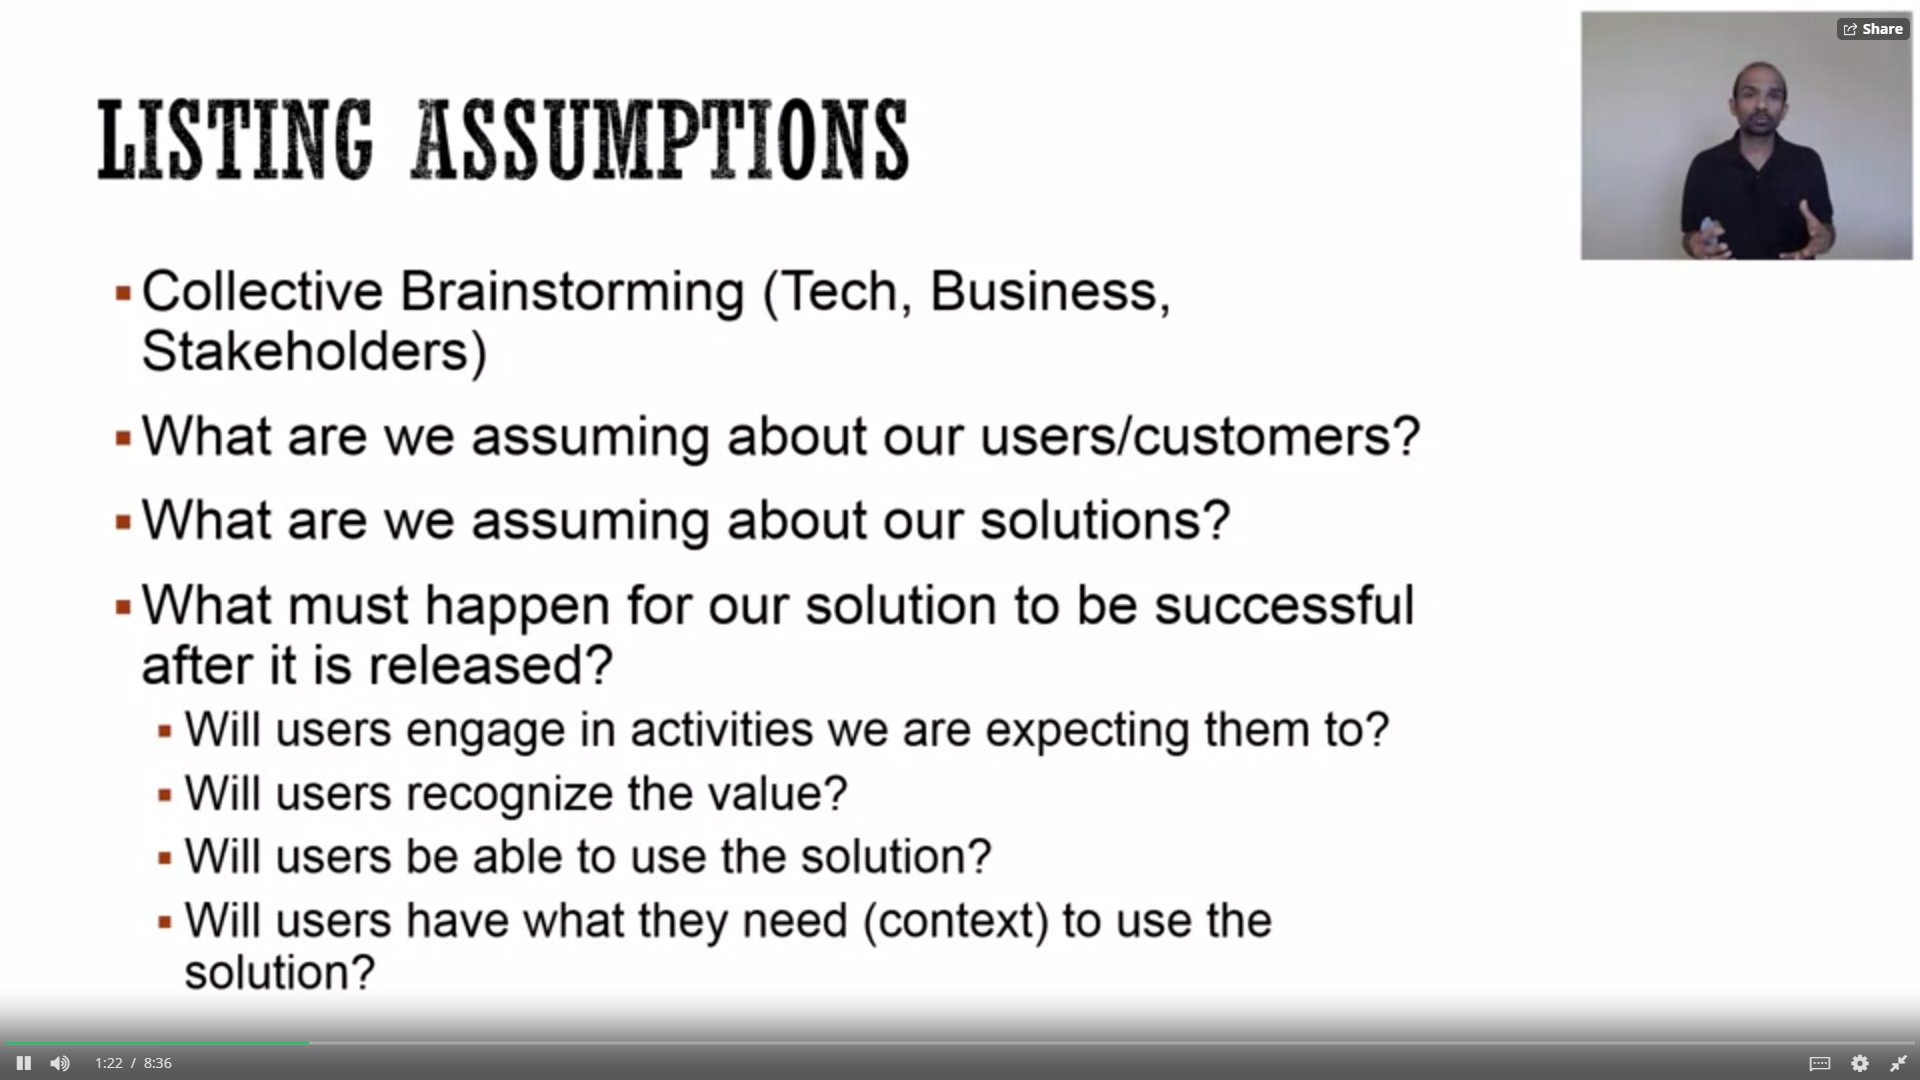 Share
LISTING ASSUMPTIONS
Collective Brainstorming (Tech, Business,
Stakeholders)
What are we assuming about our users/customers?
What are we assuming about our solutions?
What must happen for our solution to be successful
after it is released?
Will users engage in activities we are expecting them to?
Will users recognize the value?
Will users be able to use the solution?
Will users have what they need (context) to use the
solution?
1:22 / 8:36